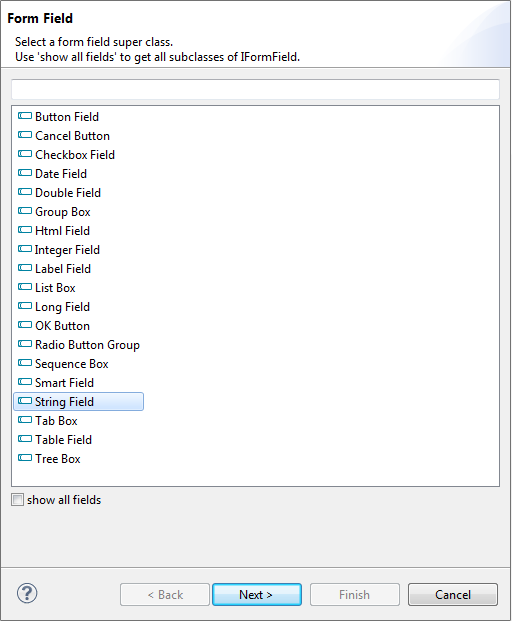 Form Field
Select a form field super class.
Use 'show all fields' to get all subclasses of IFormField.
Button Field
Cancel Button
Checkbox Field
Date Field
Double Field
Group Box
Html Field
Integer Field
Label Field
List Box
Long Field
OK Button
Radio Button Group
Sequence Box
Smart Field
String Field
Tab Box
Table Field
Tree Box
show all fields
? < Back Next > Finish Cancel